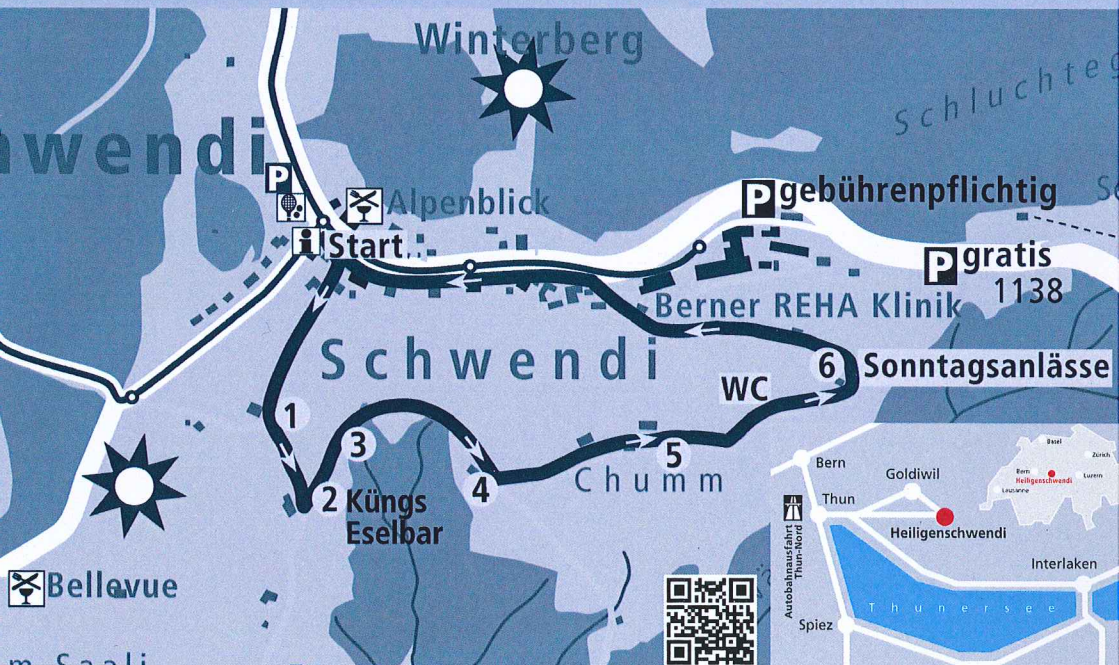 Winterberg
Schluchteg
wendi
P
Alpenblick
P gebührenpflichtig
i Start
P gratis
1138
Berner REHA Klinik
Schwendi
6 Sonntagsanlässe
WC
1
3
5
2 Küngs
Eselbar
4
Chumm
Bellevue
Basel
Zürich
Bern
Luzern
Heiligenschwendi
Lausanne
Bern
Goldiwil
Thun
Heiligenschwendi
Autobahnausfahrt
Thun-Nord
Interlaken
Thunersee
Spiez